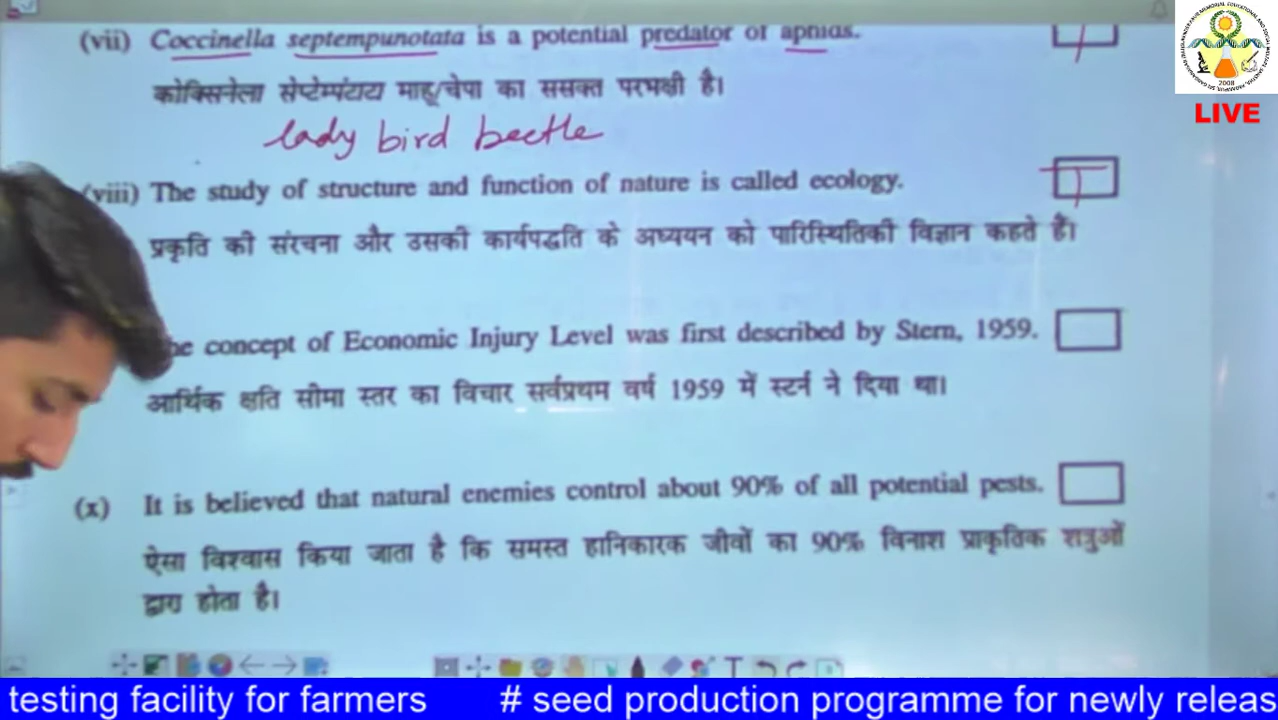 (vii) Coccinella septempunotata is a potential predator of aphids.
कोक्सिनेला सेप्टेम्पंटाटा माहू/चेपा का ससक्त परभक्षी है।
lady bird beetle
(viii) The study of structure and function of nature is called ecology. T
प्रकृति की संरचना और उसकी कार्यपद्धति के अध्ययन को पारिस्थितिकी विज्ञान कहते हैं।
concept of Economic Injury Level was first described by Stern, 1959.
आर्थिक क्षति सीमा स्तर का विचार सर्वप्रथम वर्ष 1959 में स्टर्न ने दिया था।
(x) It is believed that natural enemies control about 90% of all potential pests.
ऐसा विश्वास किया जाता है कि समस्त हानिकारक जीवों का 90% विनाश प्राकृतिक शत्रुओं
द्वारा होता है।
2008
LIVE
testing facility for farmers # seed production programme for newly releas